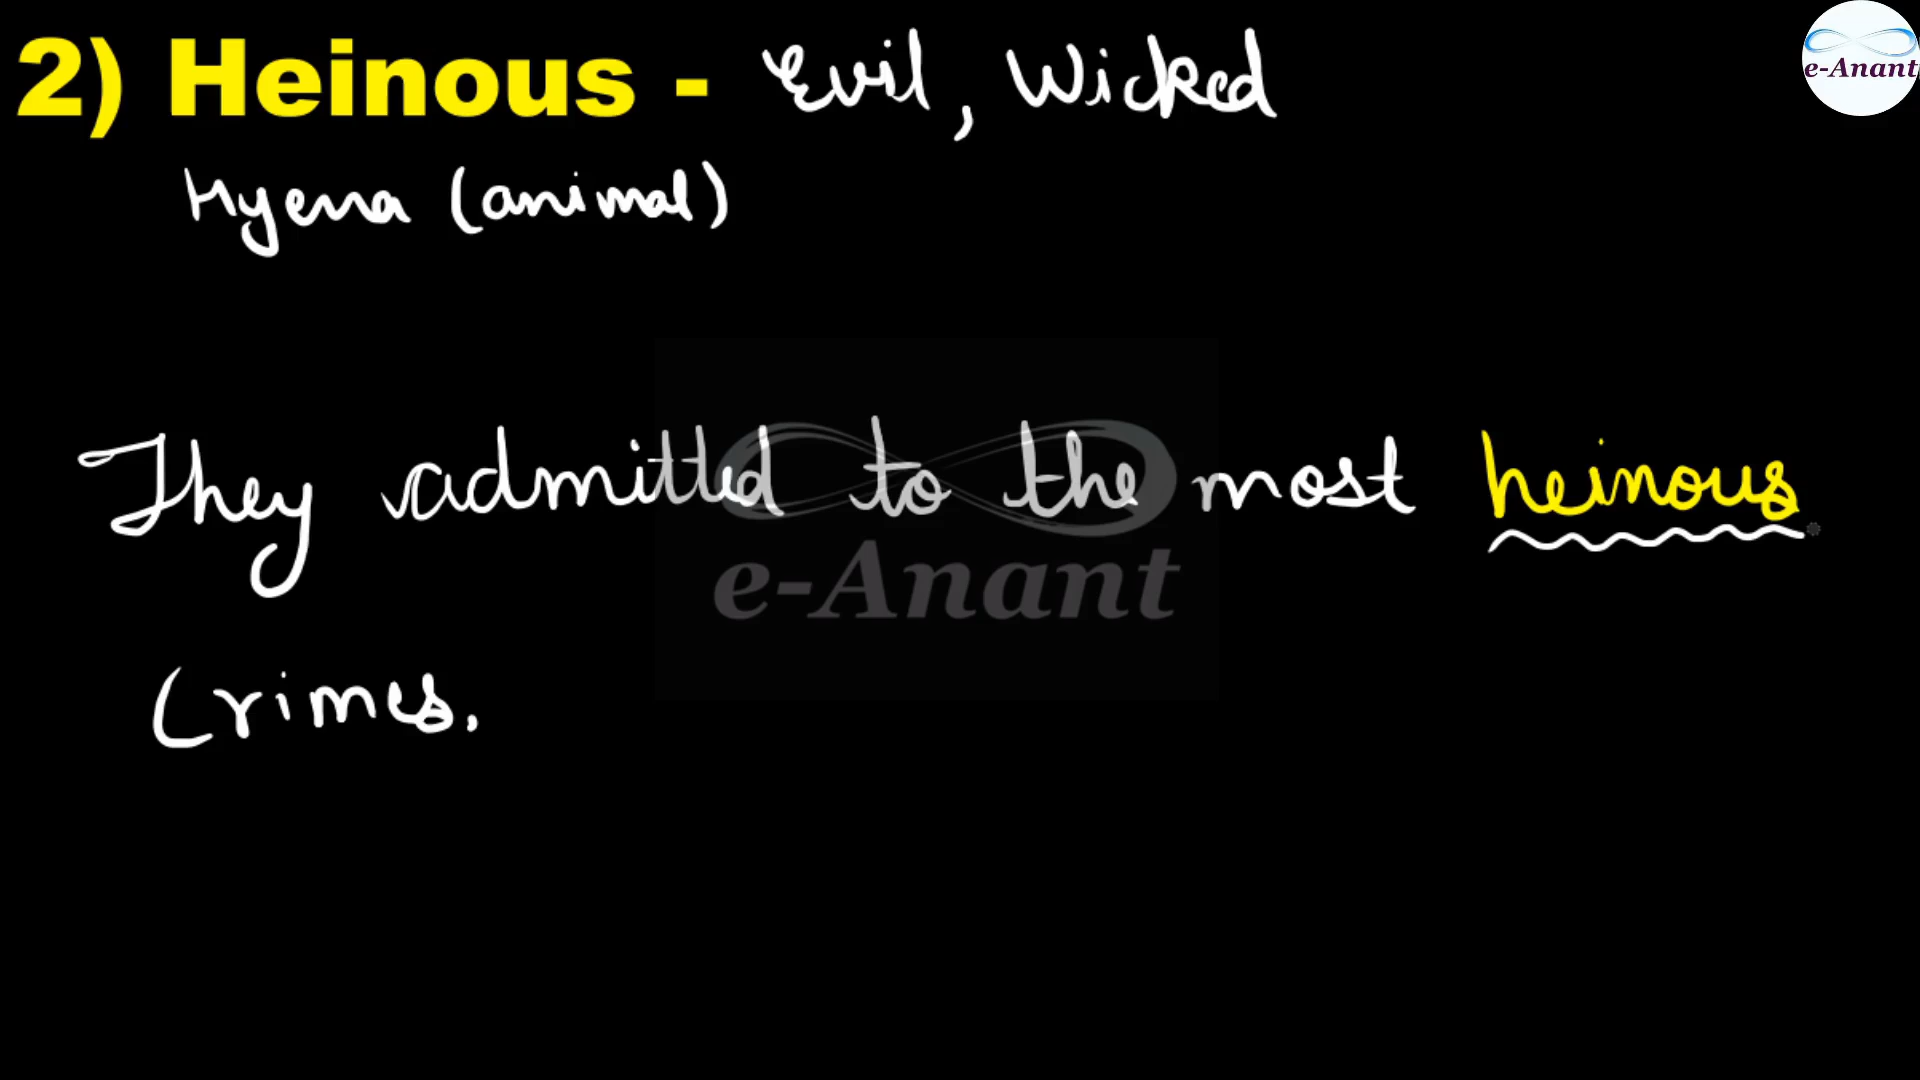 2) Heinous - Evil, Wicked
e-Anant
Hyena (animal)
They admitted to the most heinous
e-Anant
Crimes.